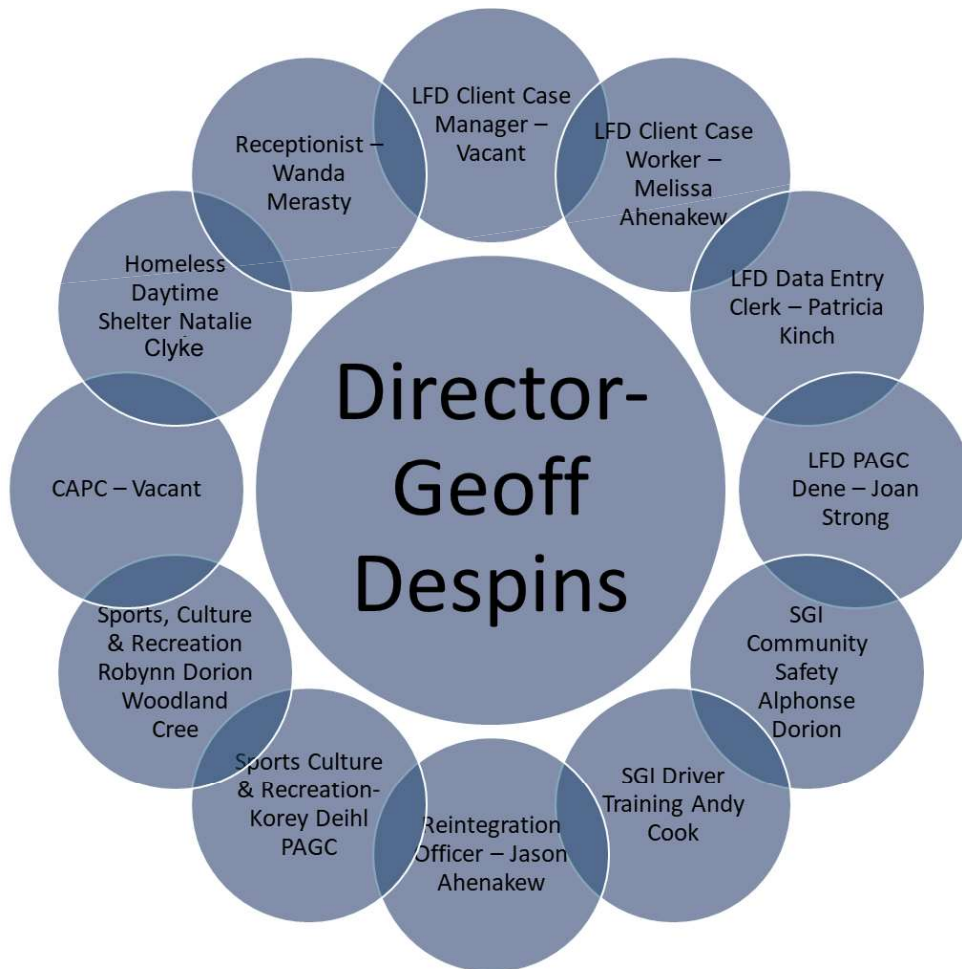 Director-
Geoff
Despins
LFD Client Case
Manager –
Vacant
LFD Client Case
Worker –
Melissa
Ahenakew
LFD Data Entry
Clerk – Patricia
Kinch
LFD PAGC
Dene – Joan
Strong
SGI
Community
Safety
Alphonse
Dorion
SGI Driver
Training Andy
Cook
Reintegration
Officer – Jason
Ahenakew
Sports Culture
& Recreation-
Korey Deihl
PAGC
Sports, Culture
& Recreation
Robynn Dorion
Woodland
Cree
CAPC – Vacant
Homeless
Daytime
Shelter Natalie
Clyke
Receptionist –
Wanda
Merasty